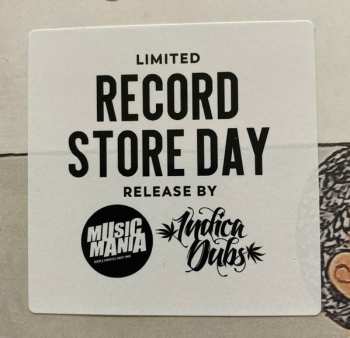 LIMITED
RECORD
STORE DAY
RELEASE BY
MUSIC
MANIA
Indica
Dubs